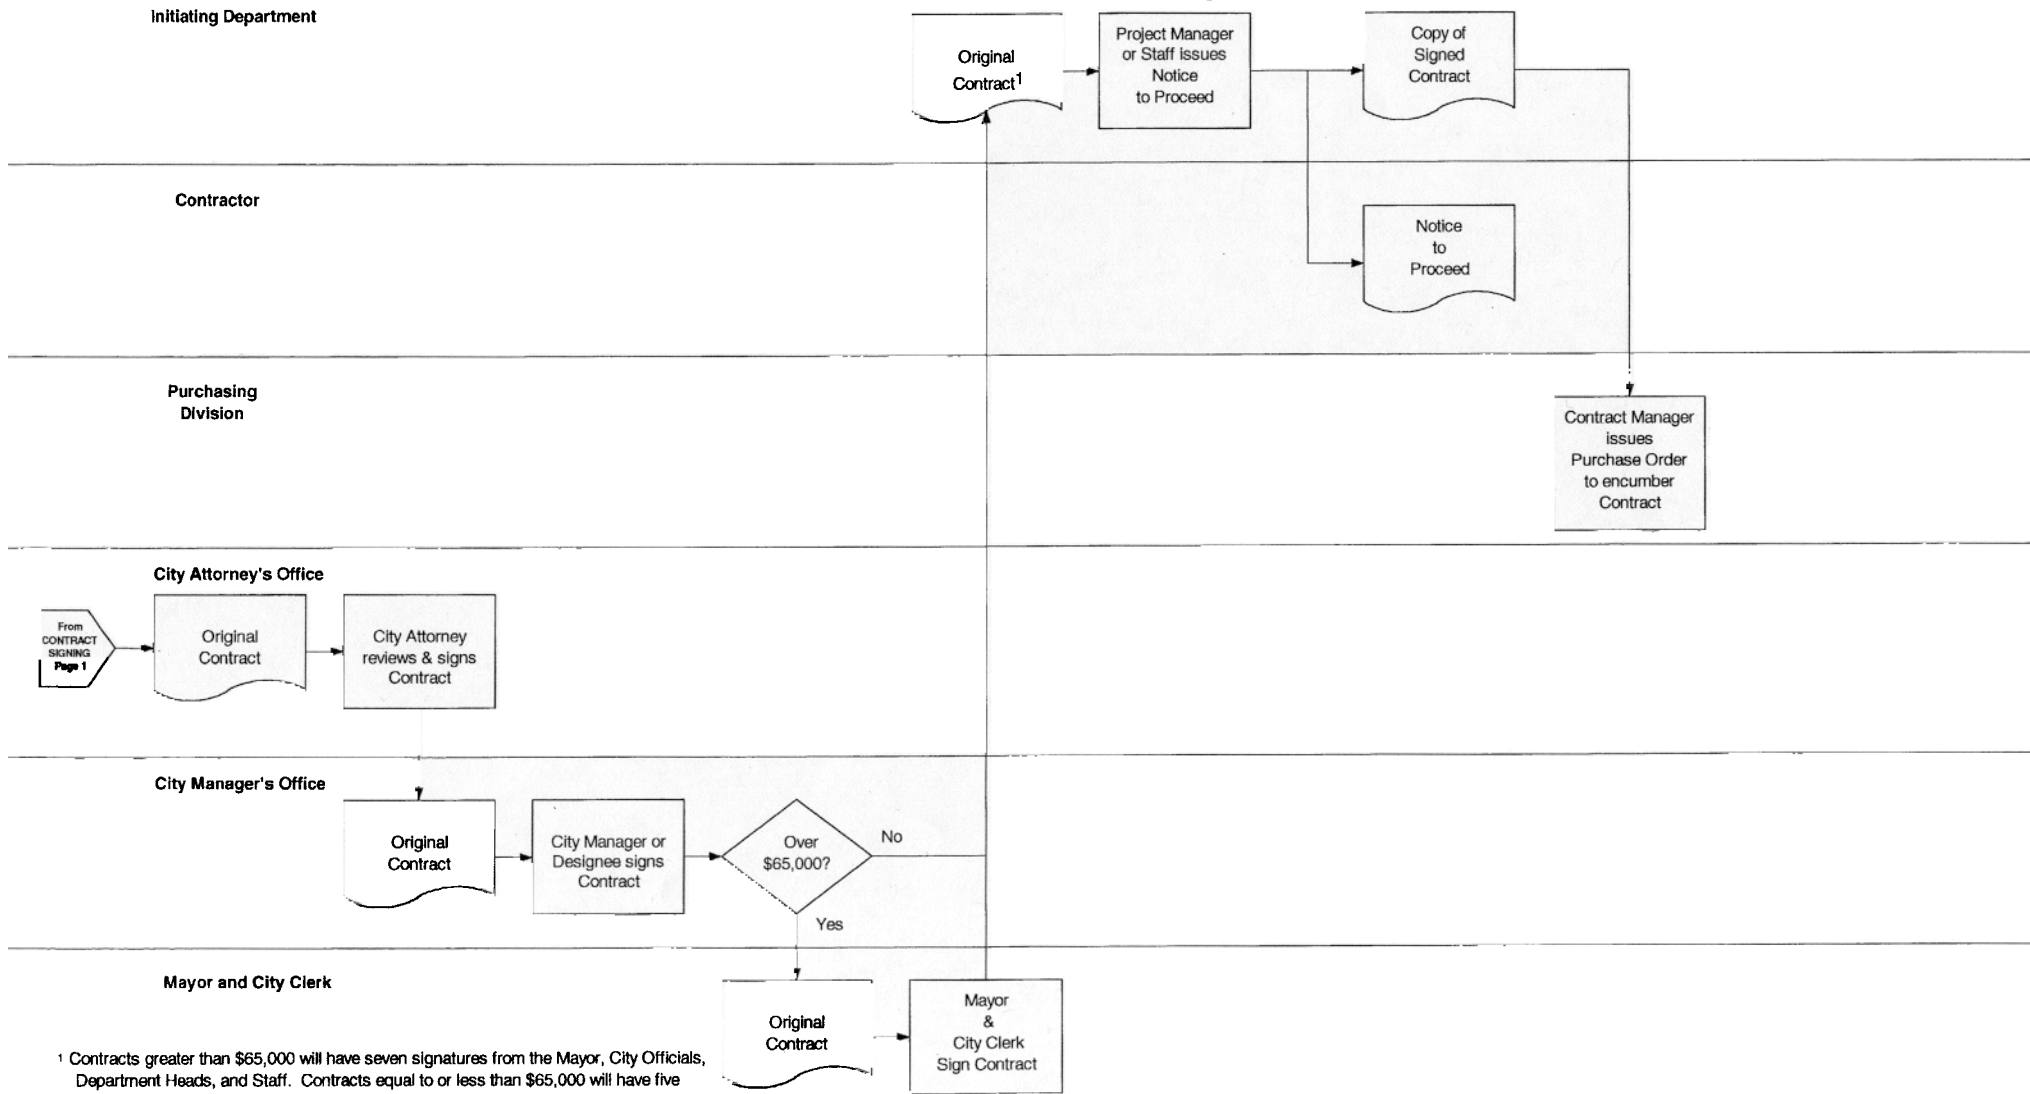 Initiating Department
Original
Contract1
Project Manager
or Staff issues
Notice
to Proceed
Copy of
Signed
Contract
Contractor
Notice
to
Proceed
Purchasing
Division
Contract Manager
issues
Purchase Order
to encumber
Contract
City Attorney's Office
From
CONTRACT
SIGNING
Page 1
Original
Contract
City Attorney
reviews & signs
Contract
City Manager's Office
Original
Contract
City Manager or
Designee signs
Contract
Over
$65,000?
No
Yes
Mayor and City Clerk
Original
Contract
Mayor
&
City Clerk
Sign Contract
1 Contracts greater than $65,000 will have seven signatures from the Mayor, City Officials,
Department Heads, and Staff. Contracts equal to or less than $65,000 will have five